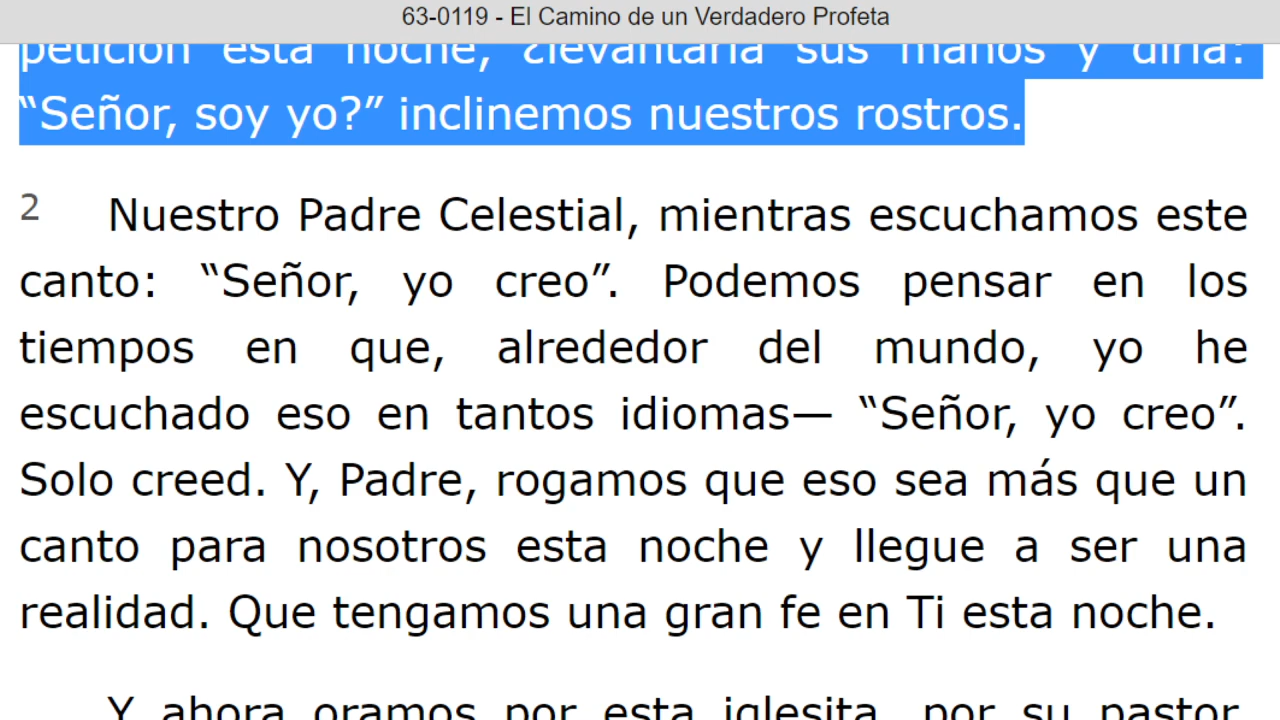 63-0119 - El Camino de un Verdadero Profeta
petición esta noche, ¿levantaría sus manos y diría:
“Señor, soy yo?” inclinemos nuestros rostros.
2 Nuestro Padre Celestial, mientras escuchamos este
canto: “Señor, yo creo”. Podemos pensar en los
tiempos en que, alrededor del mundo, yo he
escuchado eso en tantos idiomas— “Señor, yo creo”.
Solo creed. Y, Padre, rogamos que eso sea más que un
canto para nosotros esta noche y llegue a ser una
realidad. Que tengamos una gran fe en Ti esta noche.
Y ahora oramos por esta iglesita, por su pastor,